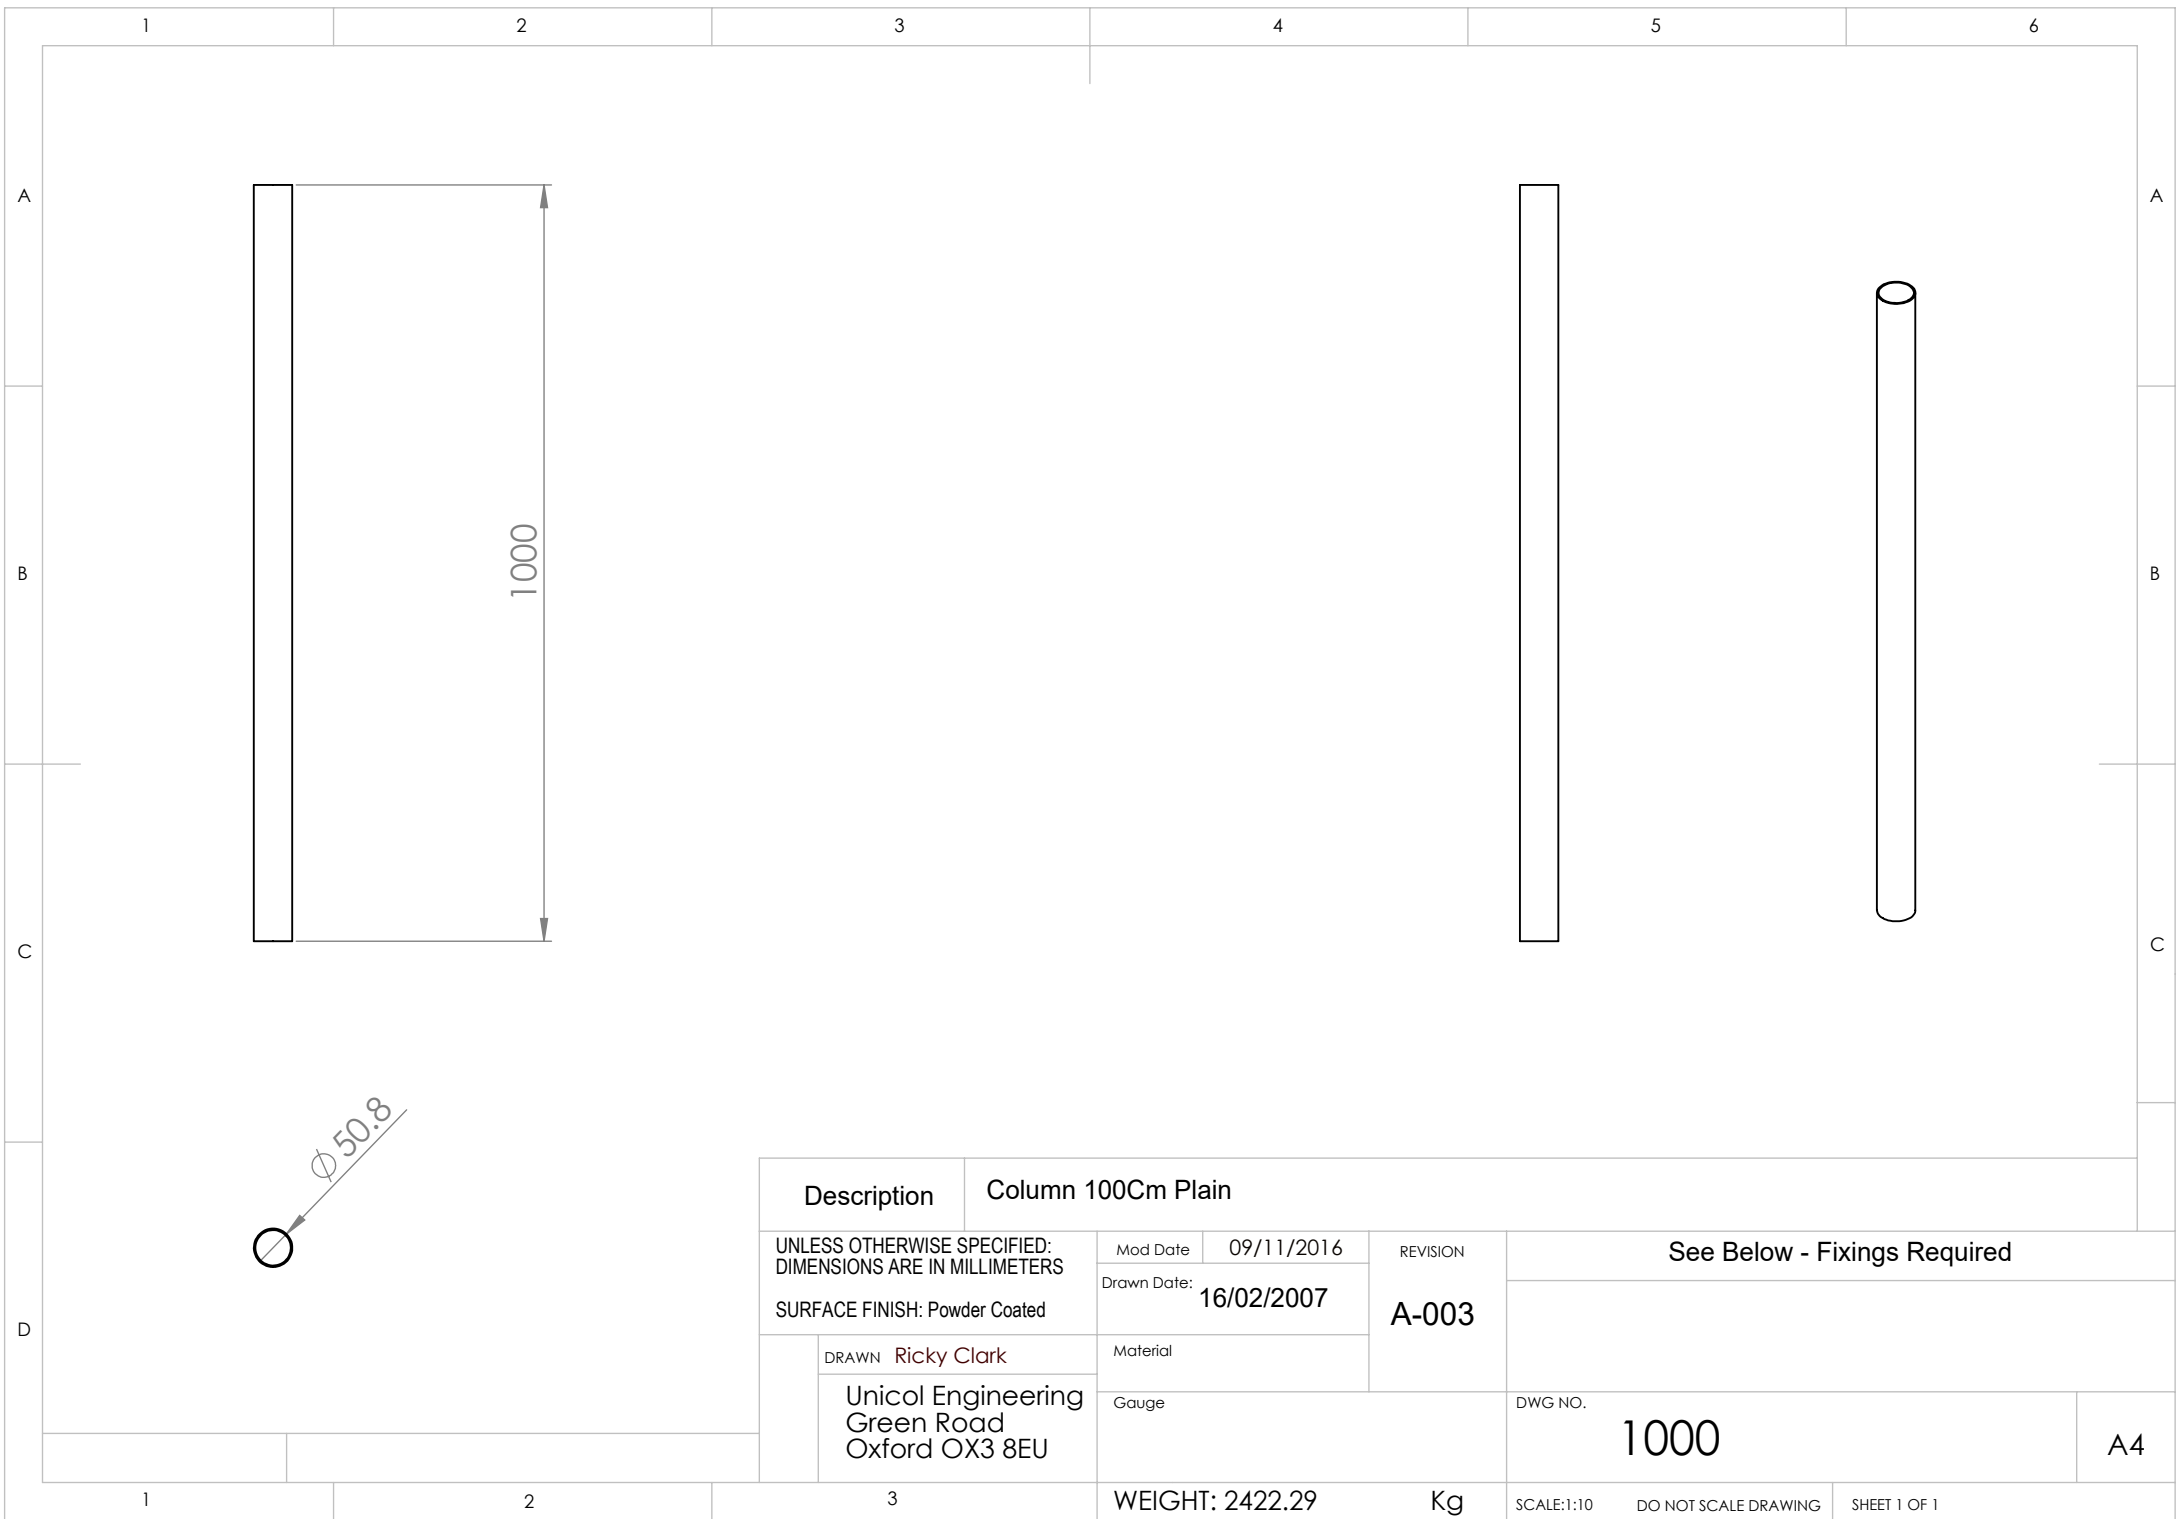 1 2 3 4 5 6
A A
1000
B B
C C
⌀ 50.8
Description Column 100Cm Plain
UNLESS OTHERWISE SPECIFIED:
DIMENSIONS ARE IN MILLIMETERS
SURFACE FINISH: Powder Coated
Mod Date 09/11/2016
Drawn Date: 16/02/2007
REVISION
A-003
See Below - Fixings Required
D
DRAWN Ricky Clark
Material
Unicol Engineering
Green Road
Oxford OX3 8EU
Gauge
DWG NO.
1000
A4
1 2 3
WEIGHT: 2422.29 Kg
SCALE:1:10 DO NOT SCALE DRAWING SHEET 1 OF 1